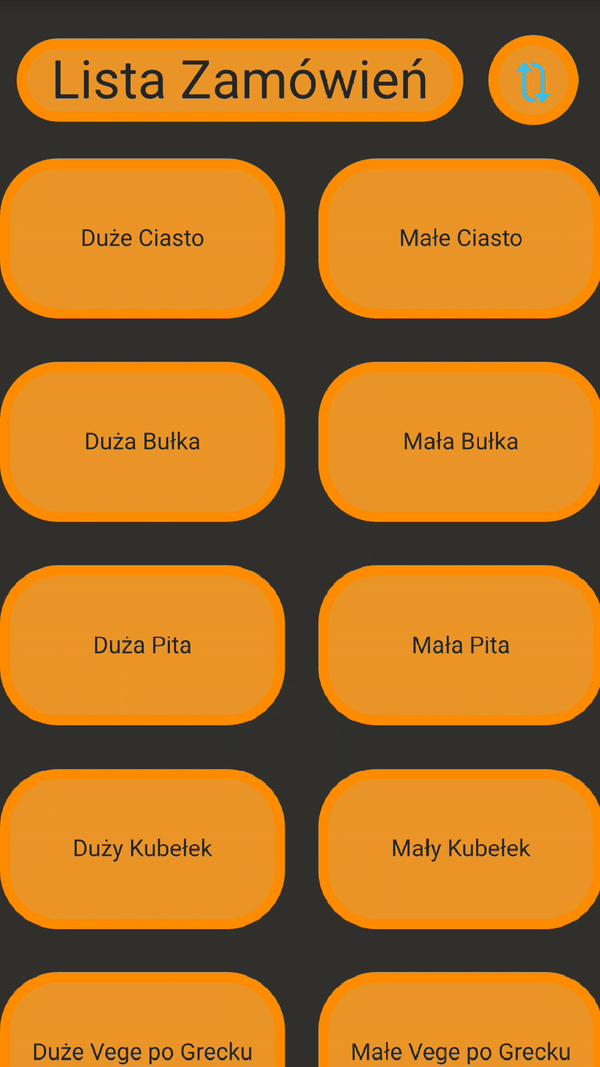 Lista Zamówień
Duże Ciasto
Małe Ciasto
Duża Bułka
Mała Bułka
Duża Pita
Mała Pita
Duży Kubełek
Mały Kubełek
Duże Vege po Grecku
Małe Vege po Grecku